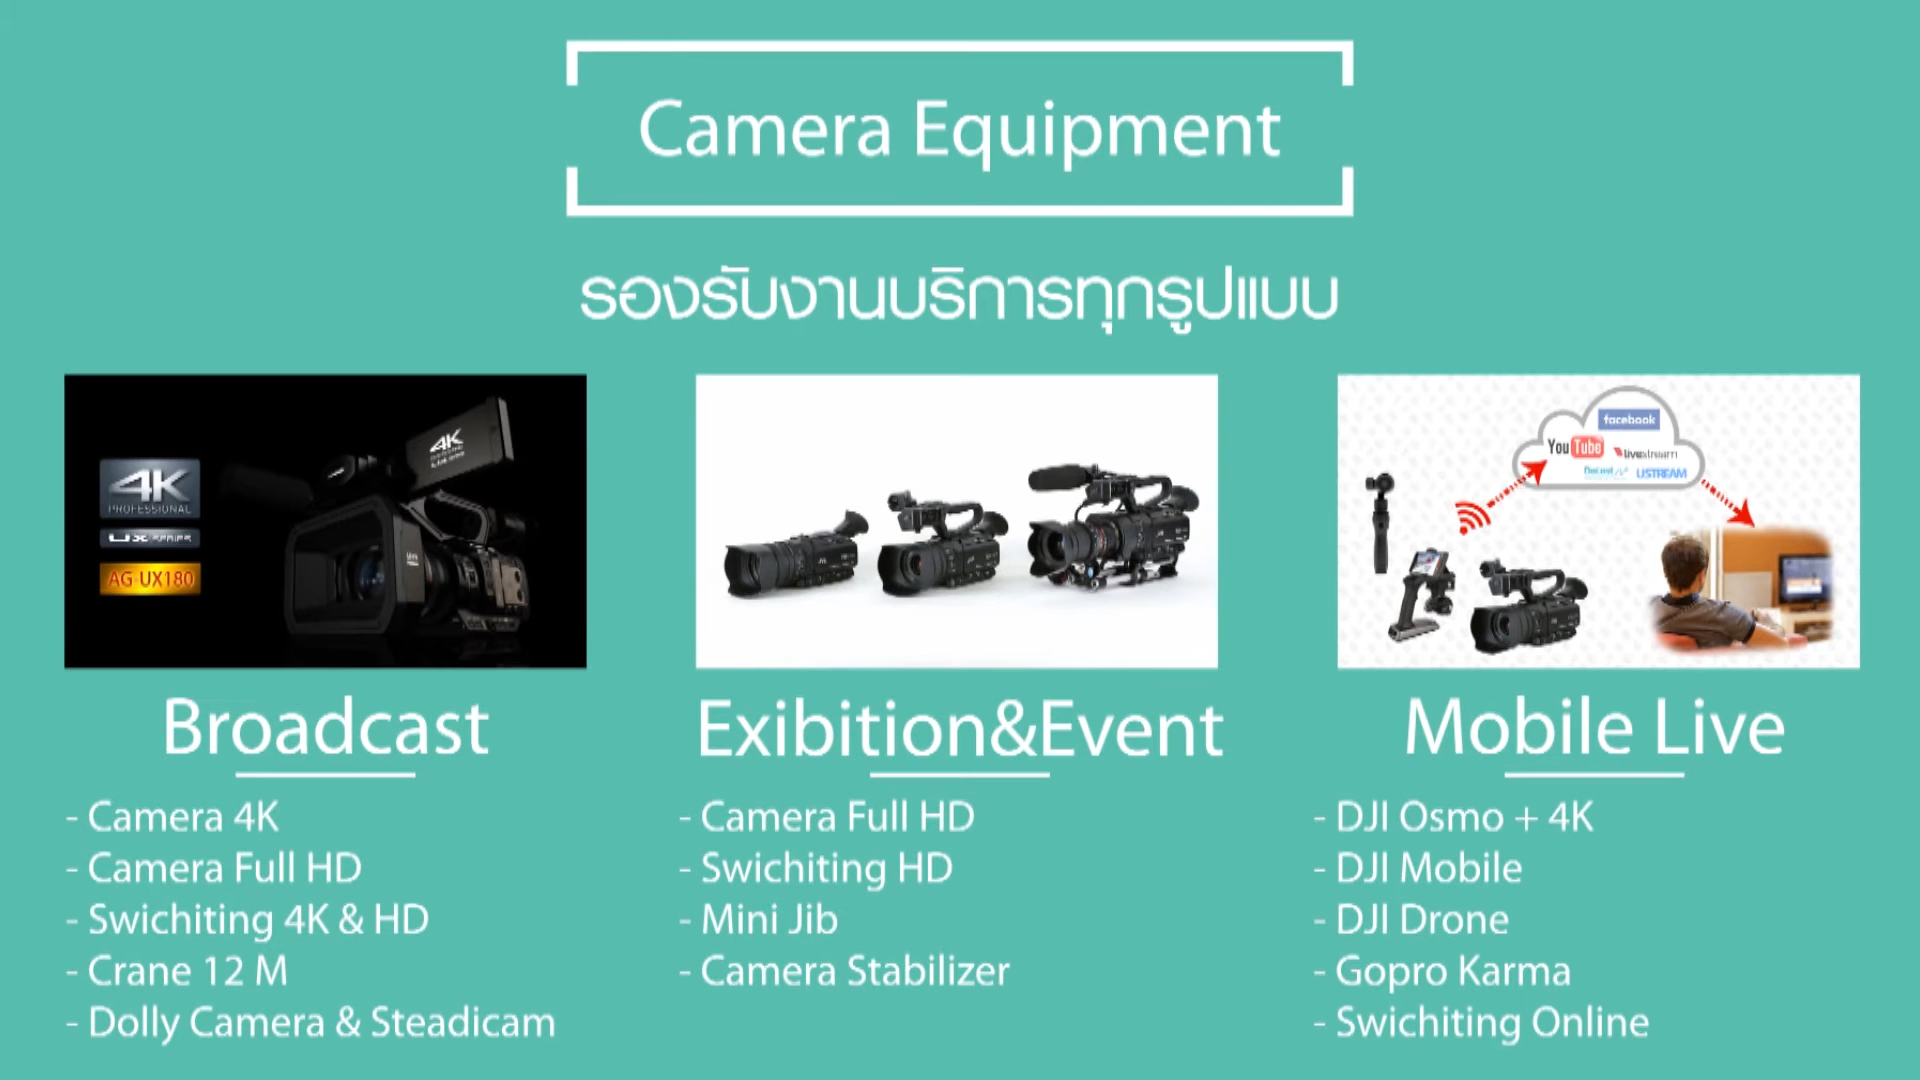 Camera Equipment
รองรับงานบริการทุกรูปแบบ
4K
4K
PROFESSIONAL
UX SERIES
AG-UX180
facebook
YouTube
livestream
USTREAM
Broadcast
- Camera 4K
- Camera Full HD
- Swichiting 4K & HD
- Crane 12 M
- Dolly Camera & Steadicam
Exibition&Event
- Camera Full HD
- Swichiting HD
- Mini Jib
- Camera Stabilizer
Mobile Live
- DJI Osmo + 4K
- DJI Mobile
- DJI Drone
- Gopro Karma
- Swichiting Online